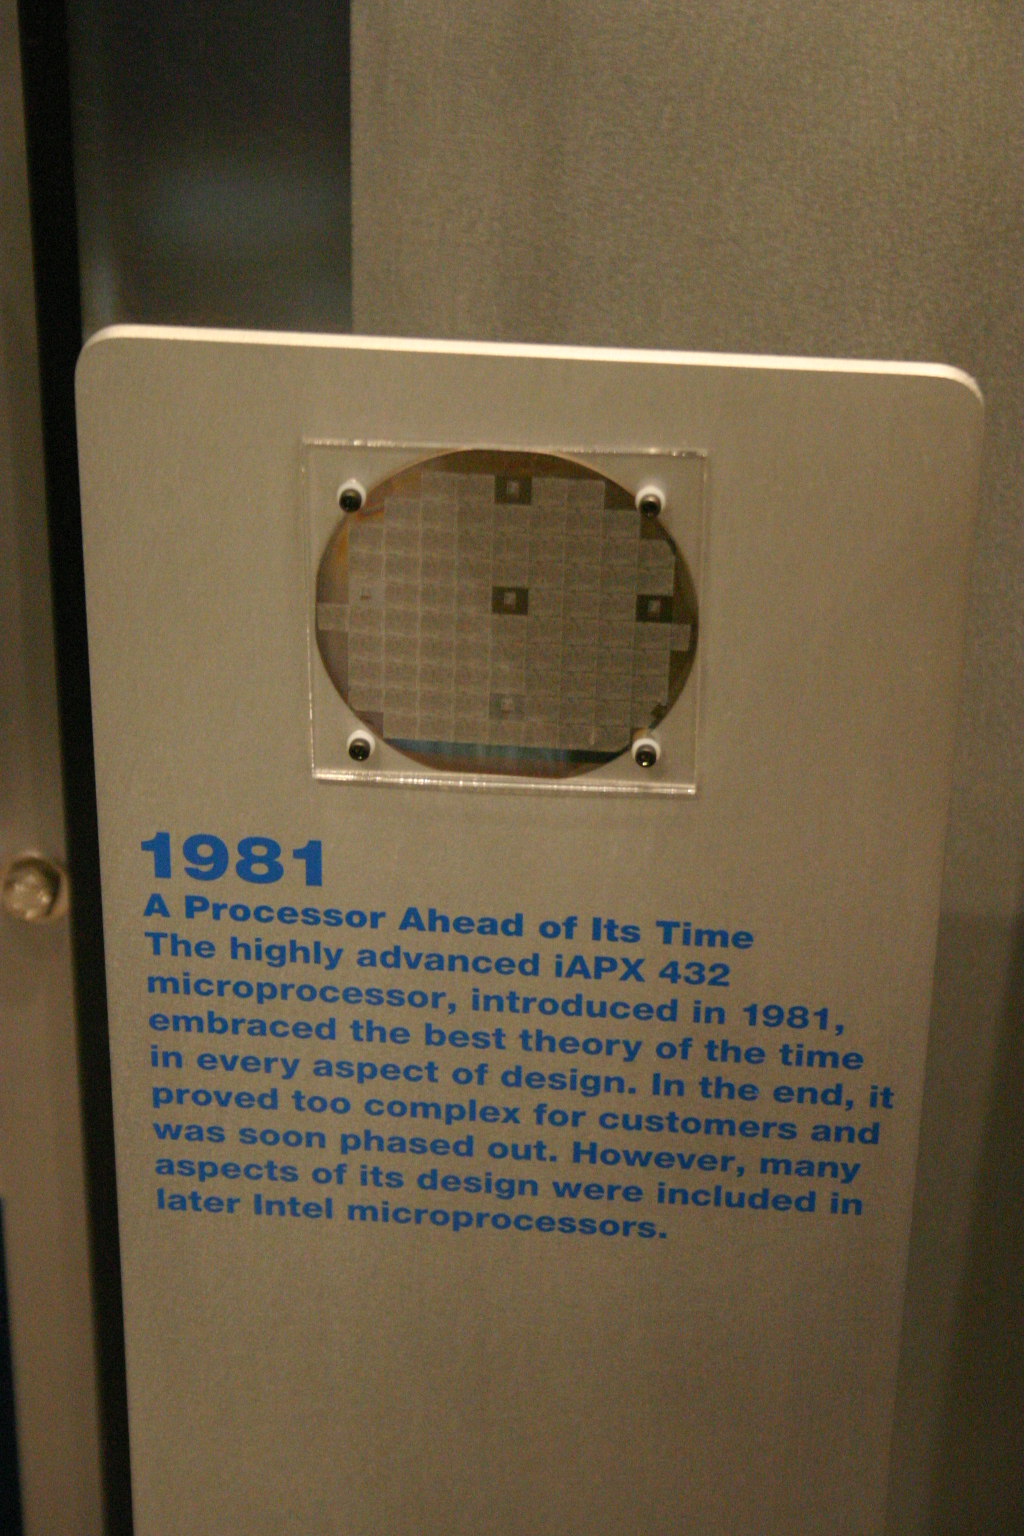 1981
A Processor Ahead of Its Time
The highly advanced iAPX 432
microprocessor, introduced in 1981,
embraced the best theory of the time
in every aspect of design. In the end, it
proved too complex for customers and
was soon phased out. However, many
aspects of its design were included in
later Intel microprocessors.